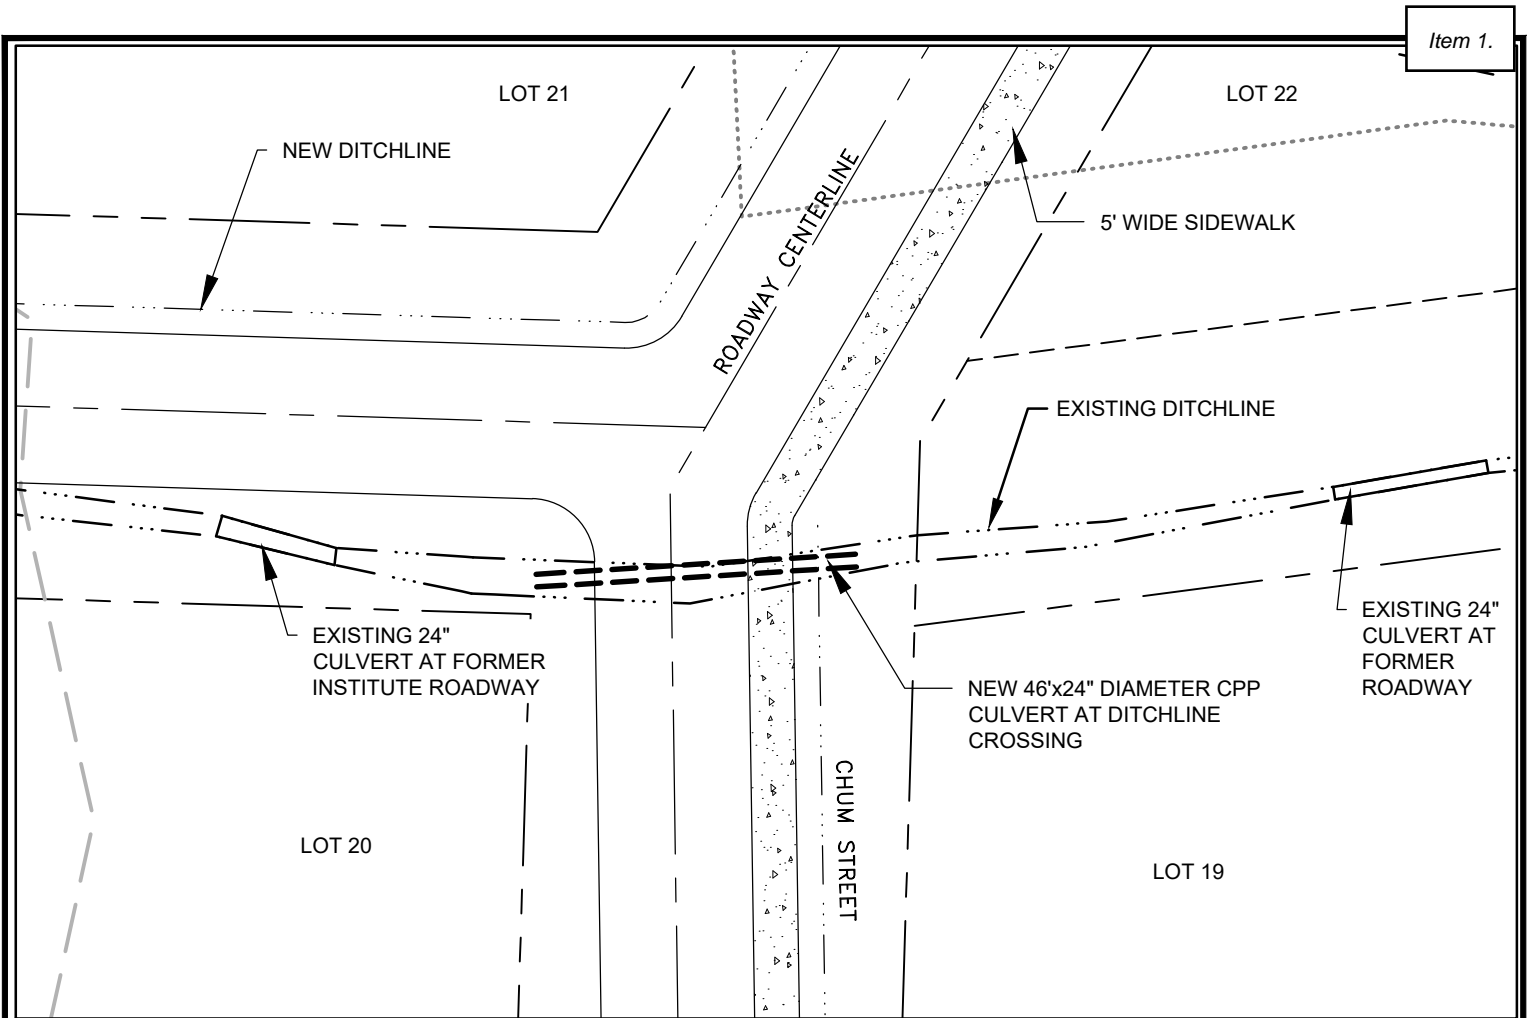 Item 1.
LOT 21
LOT 22
NEW DITCHLINE
5' WIDE SIDEWALK
ROADWAY CENTERLINE
EXISTING DITCHLINE
EXISTING 24"
CULVERT AT FORMER
INSTITUTE ROADWAY
EXISTING 24"
CULVERT AT
FORMER
ROADWAY
NEW 46'x24" DIAMETER CPP
CULVERT AT DITCHLINE
CROSSING
CHUM STREET
LOT 20
LOT 19